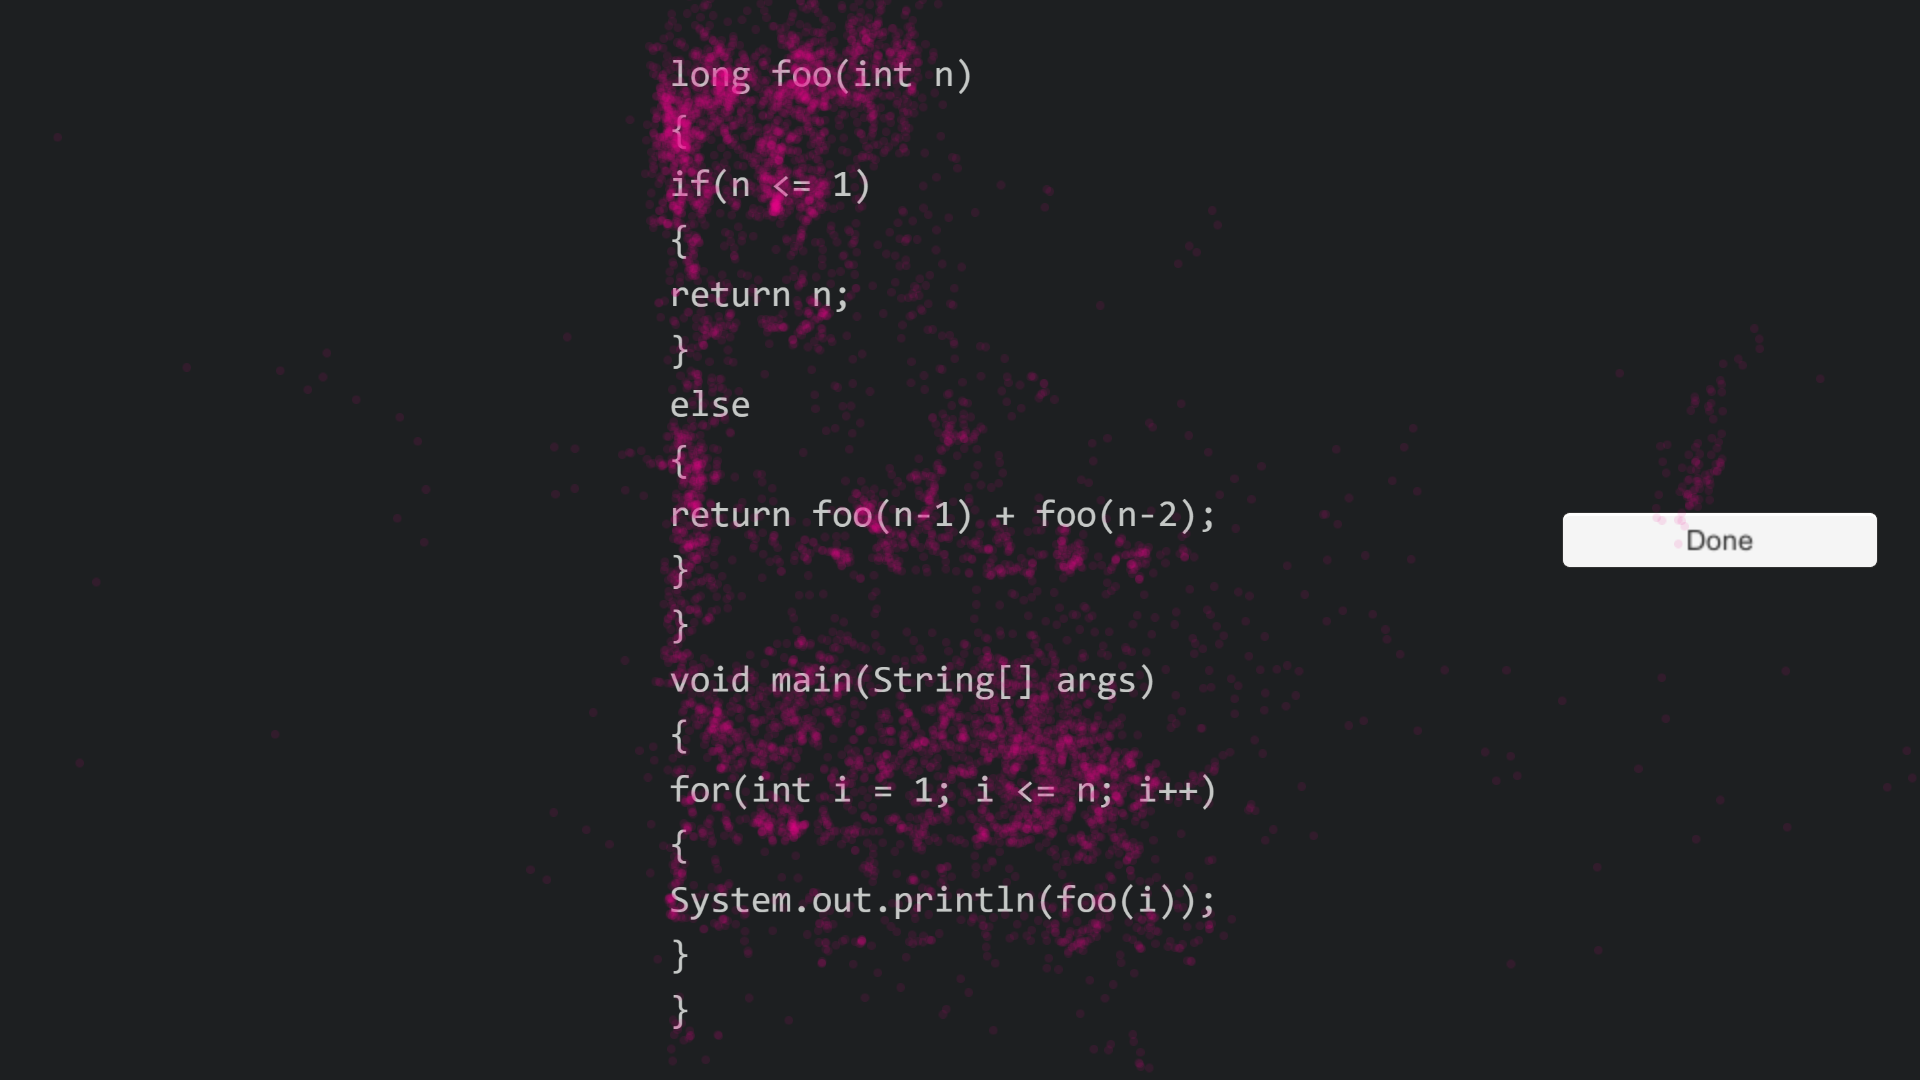 long foo(int n)
{
if(n <= 1)
{
return n;
}
else
{
return foo(n-1) + foo(n-2);
}
}
void main(String[] args)
{
for(int i = 1; i <= n; i++)
{
System.out.println(foo(i));
}
}
Done